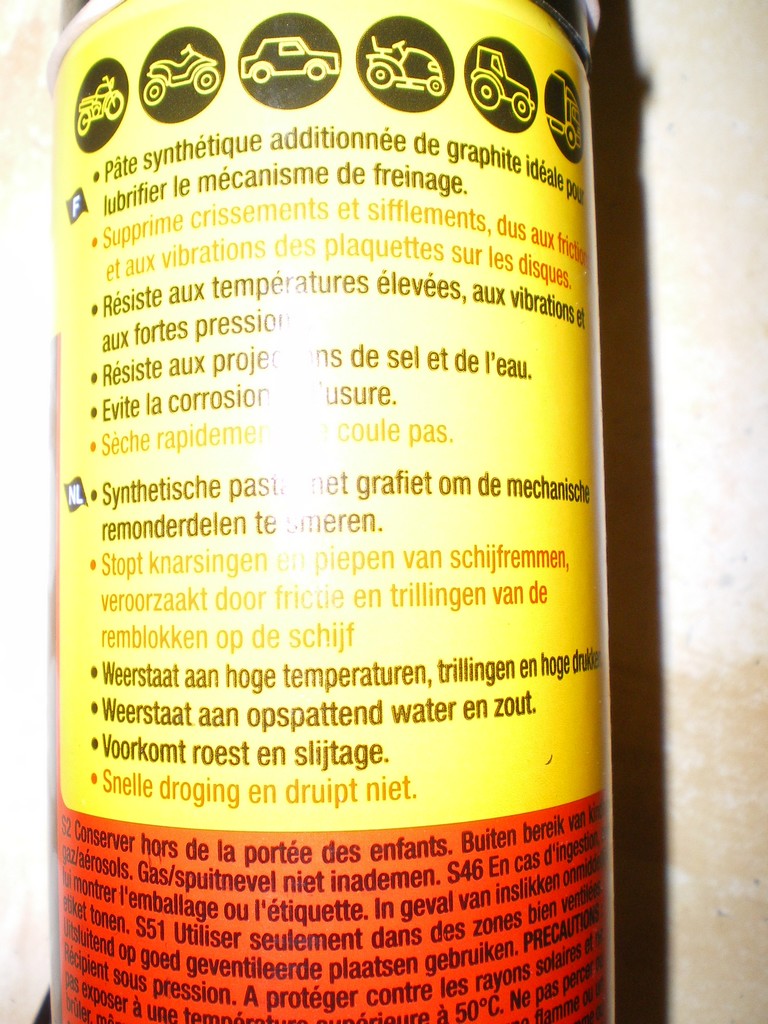 F
• Pâte synthétique additionnée de graphite idéale pour
lubrifier le mécanisme de freinage.
• Supprime crissements et sifflements, dus aux friction
et aux vibrations des plaquettes sur les disques.
• Résiste aux températures élevées, aux vibrations et
aux fortes pression
• Résiste aux de sel et de l'eau.
• Evite la corrosion usure.
• Sèche coule pas.
NL
• Synthetische met grafiet om de mechanische
remonderdelen te smeren.
• Stopt knarsingen en piepen van schijfremmen,
veroorzaakt door frictie en trillingen van de
remblokken op de schijf
• Weerstaat aan hoge temperaturen, trillingen en hoge drukken
• Weerstaat aan opspattend water en zout.
• Voorkomt roest en slijtage.
• Snelle droging en druipt niet.
S2 Conserver hors de la portée des enfants. Buiten bereik van
gaz/aérosols. Gas/spuitnevel niet inademen. S46 En cas d'ingestion,
lui montrer l'emballage ou l'étiquette. In geval van inslikken
etiket tonen. S51 Utiliser seulement dans des zones bien ventilées.
Uitsluitend op goed geventileerde plaatsen gebruiken. PRECAUTIONS
Récipient sous pression. A protéger contre les rayons solaires et
pas exposer à une température supérieure à 50°C. Ne pas percer
brûler, flamme ou